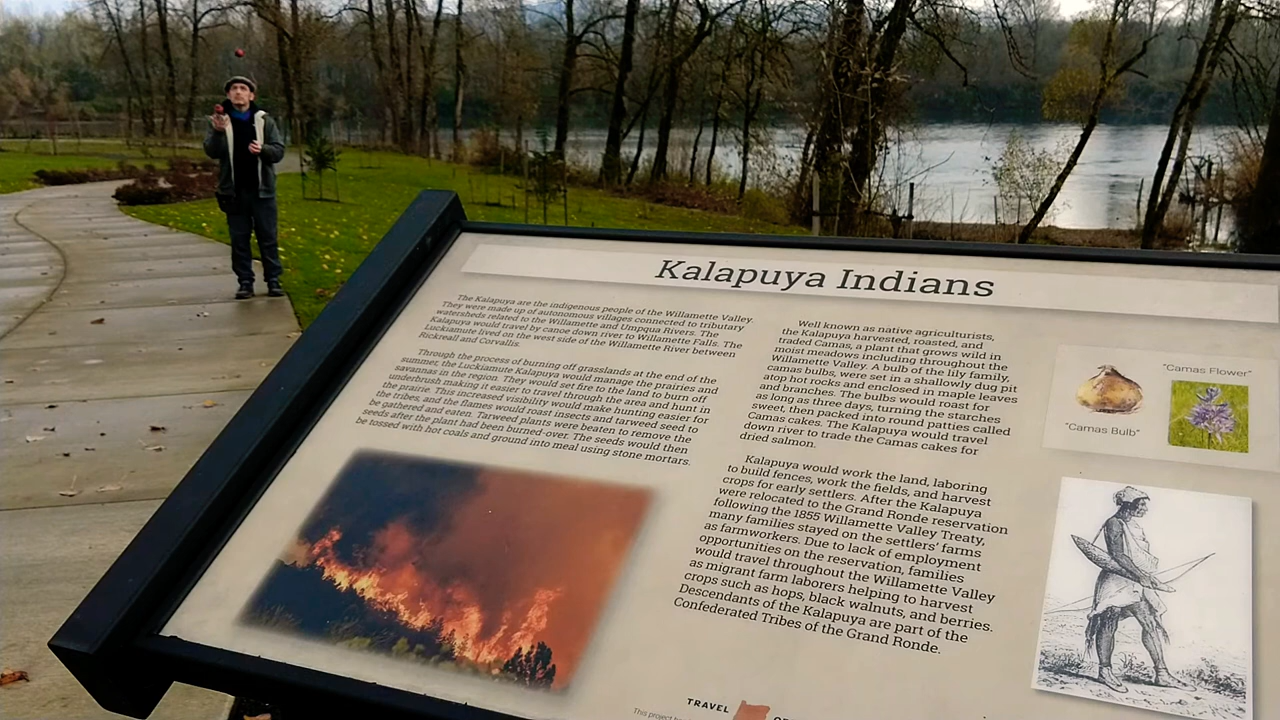 Kalapuya Indians
The Kalapuya are the indigenous people of the Willamette Valley.
They were made up of autonomous villages connected to tributary
watersheds related to the Willamette and Umpqua Rivers. The
Kalapuya would travel by canoe down river to Willamette Falls. The
Luckiamute lived on the west side of the Willamette River between
Rickreall and Corvallis.
Through the process of burning off grasslands at the end of the
summer, the Luckiamute Kalapuya would manage the prairies and
savannas in the region. They would set fire to the land to burn off
underbrush making it easier to travel through the area and hunt in
the prairie. This increased visibility would make hunting easier for
the tribes, and the flames would roast insects and tarweed seed to
be gathered and eaten. Tarweed plants were beaten to remove the
seeds after the plant had been burned over. The seeds would then
be tossed with hot coals and ground into meal using stone mortars.
Well known as native agriculturists,
the Kalapuya harvested, roasted, and
traded Camas, a plant that grows wild in
moist meadows including throughout the
Willamette Valley. A bulb of the lily family,
camas bulbs, were set in a shallowly dug pit
atop hot rocks and enclosed in maple leaves
and branches. The bulbs would roast for
as long as three days, turning the starches
sweet, then packed into round patties called
Camas cakes. The Kalapuya would travel
down river to trade the Camas cakes for
dried salmon.
Kalapuya would work the land, laboring
to build fences, work the fields, and harvest
crops for early settlers. After the Kalapuya
were relocated to the Grand Ronde reservation
following the 1855 Willamette Valley Treaty,
many families stayed on the settlers' farms
as farmworkers. Due to lack of employment
opportunities on the reservation, families
would travel throughout the Willamette Valley
as migrant farm laborers helping to harvest
crops such as hops, black walnuts, and berries.
Descendants of the Kalapuya are part of the
Confederated Tribes of the Grand Ronde.
"Camas Flower"
"Camas Bulb"
TRAVEL
This project